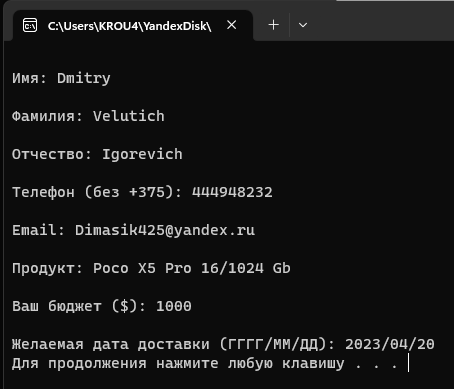 C:\Users\KROU4\YandexDisk\
Имя: Dmitry
Фамилия: Velutich
Отчество: Igorevich
Телефон (без +375): 444948232
Email: Dimasik425@yandex.ru
Продукт: Poco X5 Pro 16/1024 Gb
Ваш бюджет ($): 1000
Желаемая дата доставки (ГГГГ/ММ/ДД): 2023/04/20
Для продолжения нажмите любую клавишу . . .